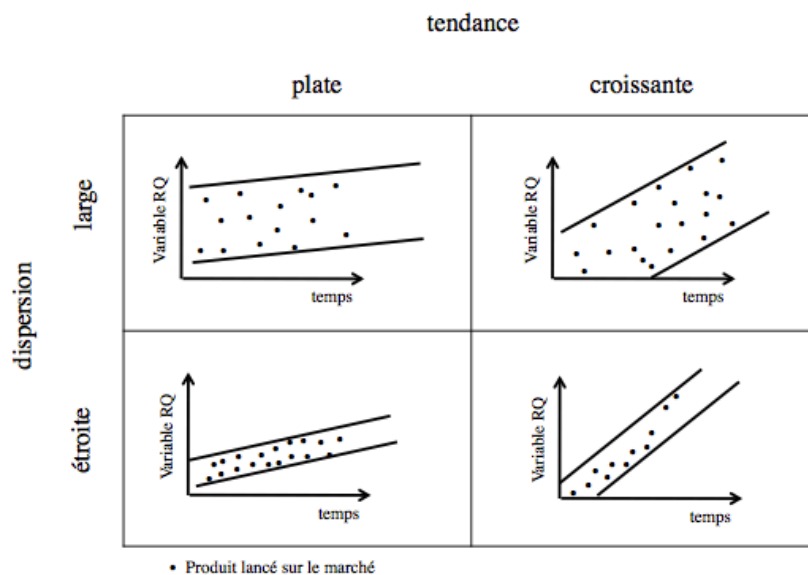 tendance
plate
croissante
dispersion
large
Variable RQ
temps
Variable RQ
temps
étroite
Variable RQ
temps
Variable RQ
temps
• Produit lancé sur le marché